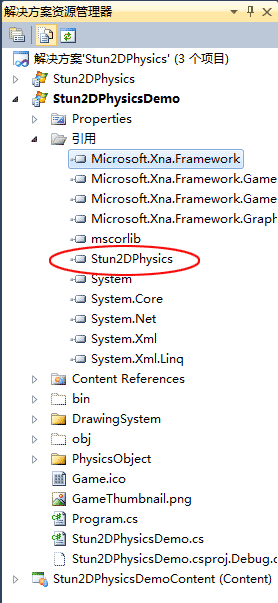 解决方案资源管理器
解决方案'Stun2DPhysics' (3 个项目)
Stun2DPhysics
Stun2DPhysicsDemo
Properties
引用
Microsoft.Xna.Framework
Microsoft.Xna.Framework.Game
Microsoft.Xna.Framework.Game
Microsoft.Xna.Framework.Graph
mscorlib
Stun2DPhysics
System
System.Core
System.Net
System.Xml
System.Xml.Linq
Content References
bin
DrawingSystem
obj
PhysicsObject
Game.ico
GameThumbnail.png
Program.cs
Stun2DPhysicsDemo.cs
Stun2DPhysicsDemo.csproj.Debug.c
Stun2DPhysicsDemoContent (Content)